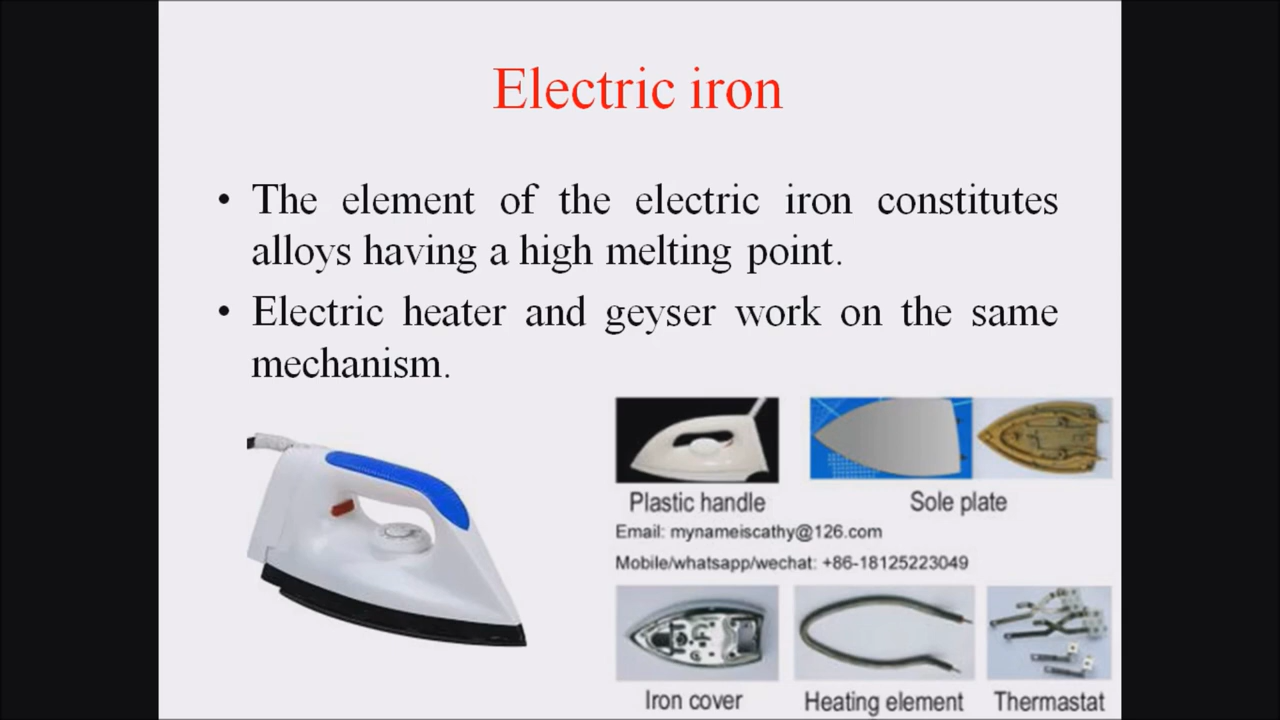 Electric iron
• The element of the electric iron constitutes
alloys having a high melting point.
• Electric heater and geyser work on the same
mechanism.
Plastic handle
Sole plate
Email: mynameiscathy@126.com
Mobile/whatsapp/wechat: +86-18125223049
Iron cover
Heating element
Thermastat